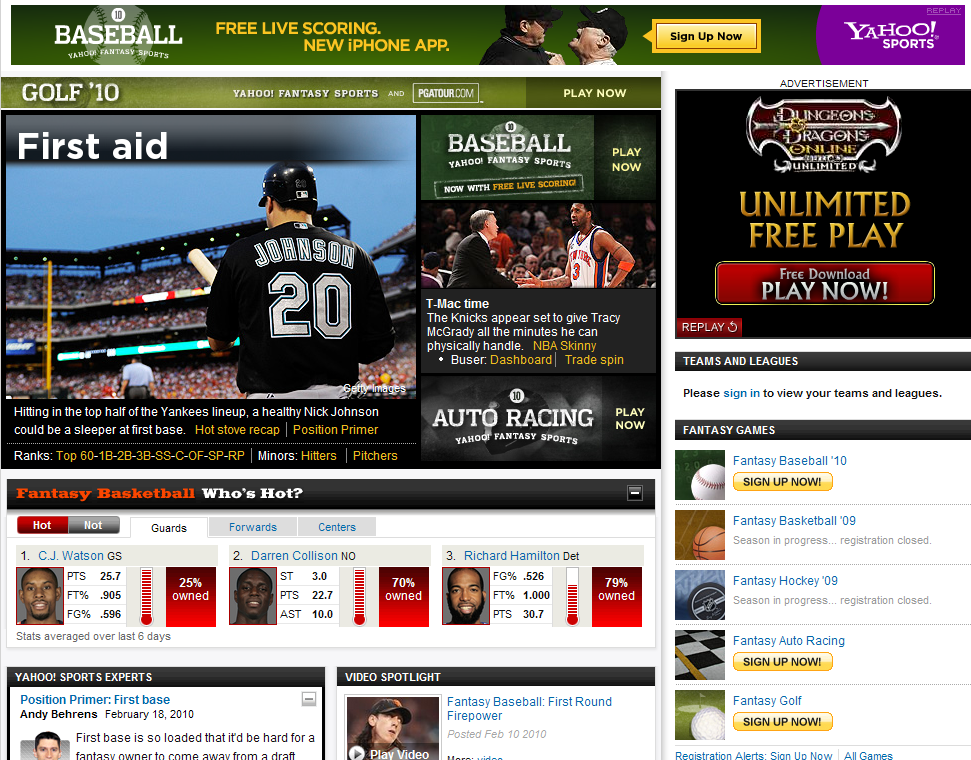 10
BASEBALL
YAHOO! FANTASY SPORTS
FREE LIVE SCORING.
NEW iPHONE APP.
Sign Up Now
REPLAY
YAHOO!
SPORTS
GOLF '10
YAHOO! FANTASY SPORTS AND PGATOUR.COM
PLAY NOW
First aid
JOHNSON
20
Getty Images
Hitting in the top half of the Yankees lineup, a healthy Nick Johnson
could be a sleeper at first base. Hot stove recap | Position Primer
Ranks: Top 60-1B-2B-3B-SS-C-OF-SP-RP | Minors: Hitters | Pitchers
10
BASEBALL
YAHOO! FANTASY SPORTS
NOW WITH FREE LIVE SCORING!
PLAY
NOW
3
T-Mac time
The Knicks appear set to give Tracy
McGrady all the minutes he can
physically handle. NBA Skinny
• Buser: Dashboard | Trade spin
10
AUTO RACING
YAHOO! FANTASY SPORTS
PLAY
NOW
ADVERTISEMENT
DUNGEONS
DRAGONS
ONLINE
UNLIMITED
UNLIMITED
FREE PLAY
Free Download
PLAY NOW!
REPLAY
TEAMS AND LEAGUES
Please sign in to view your teams and leagues.
FANTASY GAMES
Fantasy Baseball '10
SIGN UP NOW!
Fantasy Basketball '09
Season in progress... registration closed.
Fantasy Hockey '09
Season in progress... registration closed.
Fantasy Auto Racing
SIGN UP NOW!
Fantasy Golf
SIGN UP NOW!
Registration Alerts: Sign Up Now | All Games
Fantasy Basketball Who's Hot?
Hot Not
Guards Forwards Centers
1. C.J. Watson GS
PTS 25.7
FT% .905
FG% .596
25%
owned
2. Darren Collison NO
ST 3.0
PTS 22.7
AST 10.0
70%
owned
3. Richard Hamilton Det
FG% .526
FT% 1.000
PTS 30.7
79%
owned
Stats averaged over last 6 days
YAHOO! SPORTS EXPERTS
Position Primer: First base
Andy Behrens February 18, 2010
First base is so loaded that it'd be hard for a
fantasy owner to come away from a draft
VIDEO SPOTLIGHT
Play Video
Fantasy Baseball: First Round
Firepower
Posted Feb 10 2010
More: video